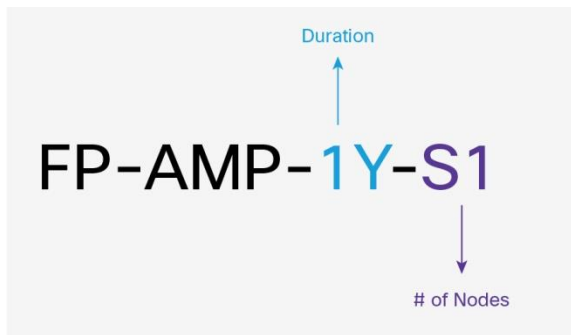 Duration
FP-AMP-1Y-S1
# of Nodes